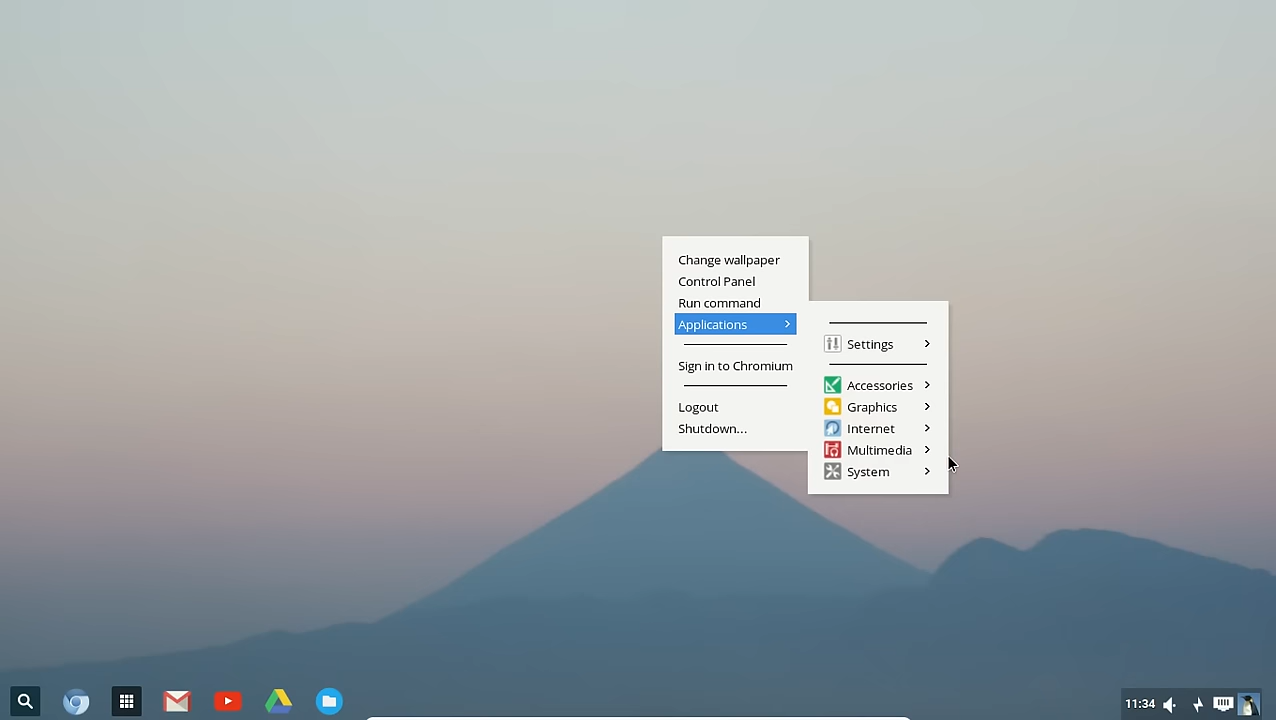 Change wallpaper
Control Panel
Run command
Applications
Sign in to Chromium
Logout
Shutdown...
Settings
Accessories
Graphics
Internet
Multimedia
System
11:34